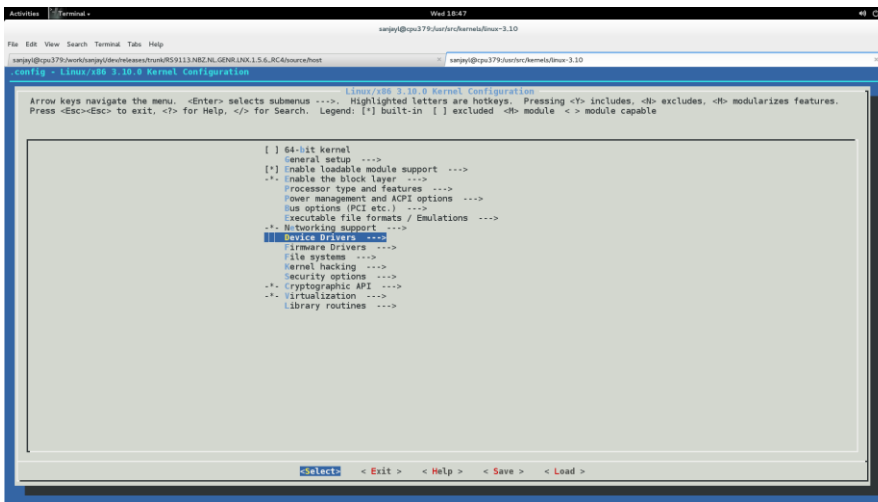 Activities Terminal Wed 18:47
sanjayl@cpu379:/usr/src/kernels/linux-3.10
File Edit View Search Terminal Tabs Help
sanjayl@cpu379:/work/sanjayl/dev/releases/trunk/RS9113.NBZ.NL.GENR.LNX.1.5.6_RC4/source/host × sanjayl@cpu379:/usr/src/kernels/linux-3.10 ×
.config - Linux/x86 3.10.0 Kernel Configuration
Linux/x86 3.10.0 Kernel Configuration
Arrow keys navigate the menu. <Enter> selects submenus --->. Highlighted letters are hotkeys. Pressing <Y> includes, <N> excludes, <M> modularizes features.
Press <Esc><Esc> to exit, <?> for Help, </> for Search. Legend: [*] built-in [ ] excluded <M> module < > module capable
[ ] 64-bit kernel
General setup --->
[*] Enable loadable module support --->
-*- Enable the block layer --->
Processor type and features --->
Power management and ACPI options --->
Bus options (PCI etc.) --->
Executable file formats / Emulations --->
-*- Networking support --->
Device Drivers --->
Firmware Drivers --->
File systems --->
Kernel hacking --->
Security options --->
-*- Cryptographic API --->
-*- Virtualization --->
Library routines --->
<Select> < Exit > < Help > < Save > < Load >